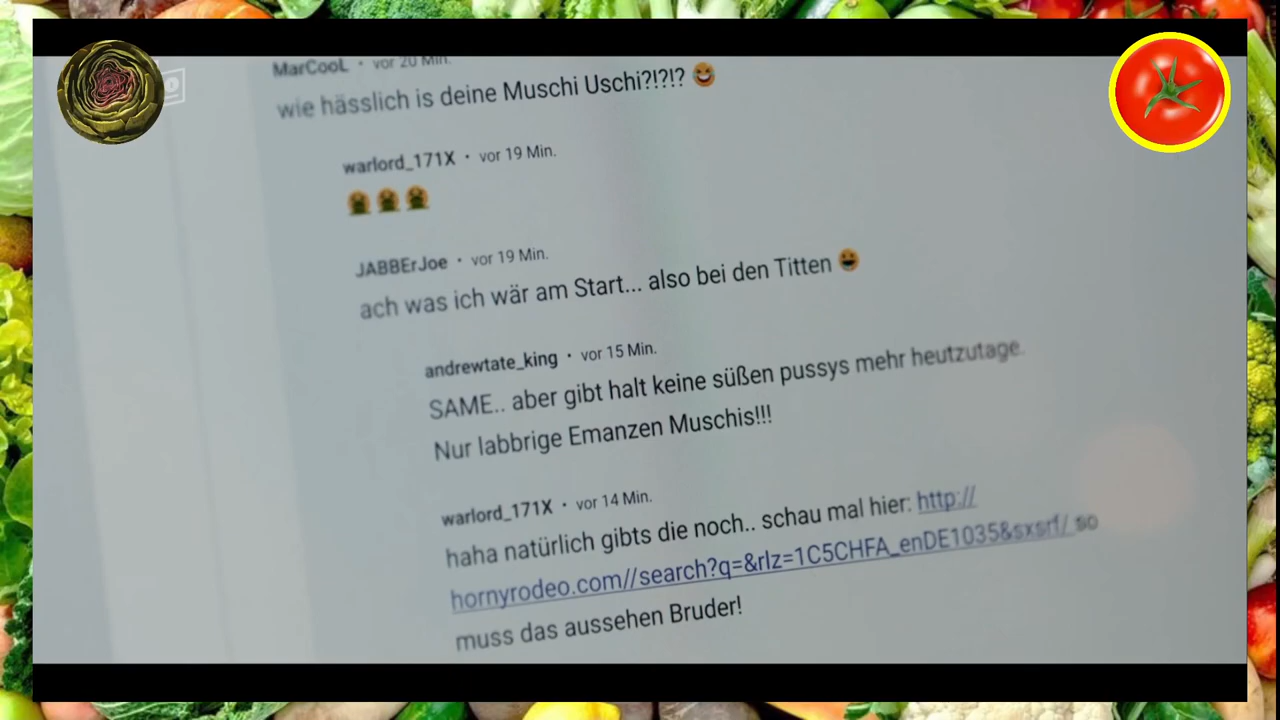 MarCooL · vor 20 Min.
wie hässlich is deine Muschi Uschi?!?!? 😆
warlord_171X · vor 19 Min.
🤮🤮🤮
JABBErJoe · vor 19 Min.
ach was ich wär am Start... also bei den Titten 😆
andrewtate_king · vor 15 Min.
SAME.. aber gibt halt keine süßen pussys mehr heutzutage.
Nur labbrige Emanzen Muschis!!!
warlord_171X · vor 14 Min.
haha natürlich gibts die noch.. schau mal hier: http://
hornyrodeo.com//search?q=&rlz=1C5CHFA_enDE1035&sxsrf/ so
muss das aussehen Bruder!